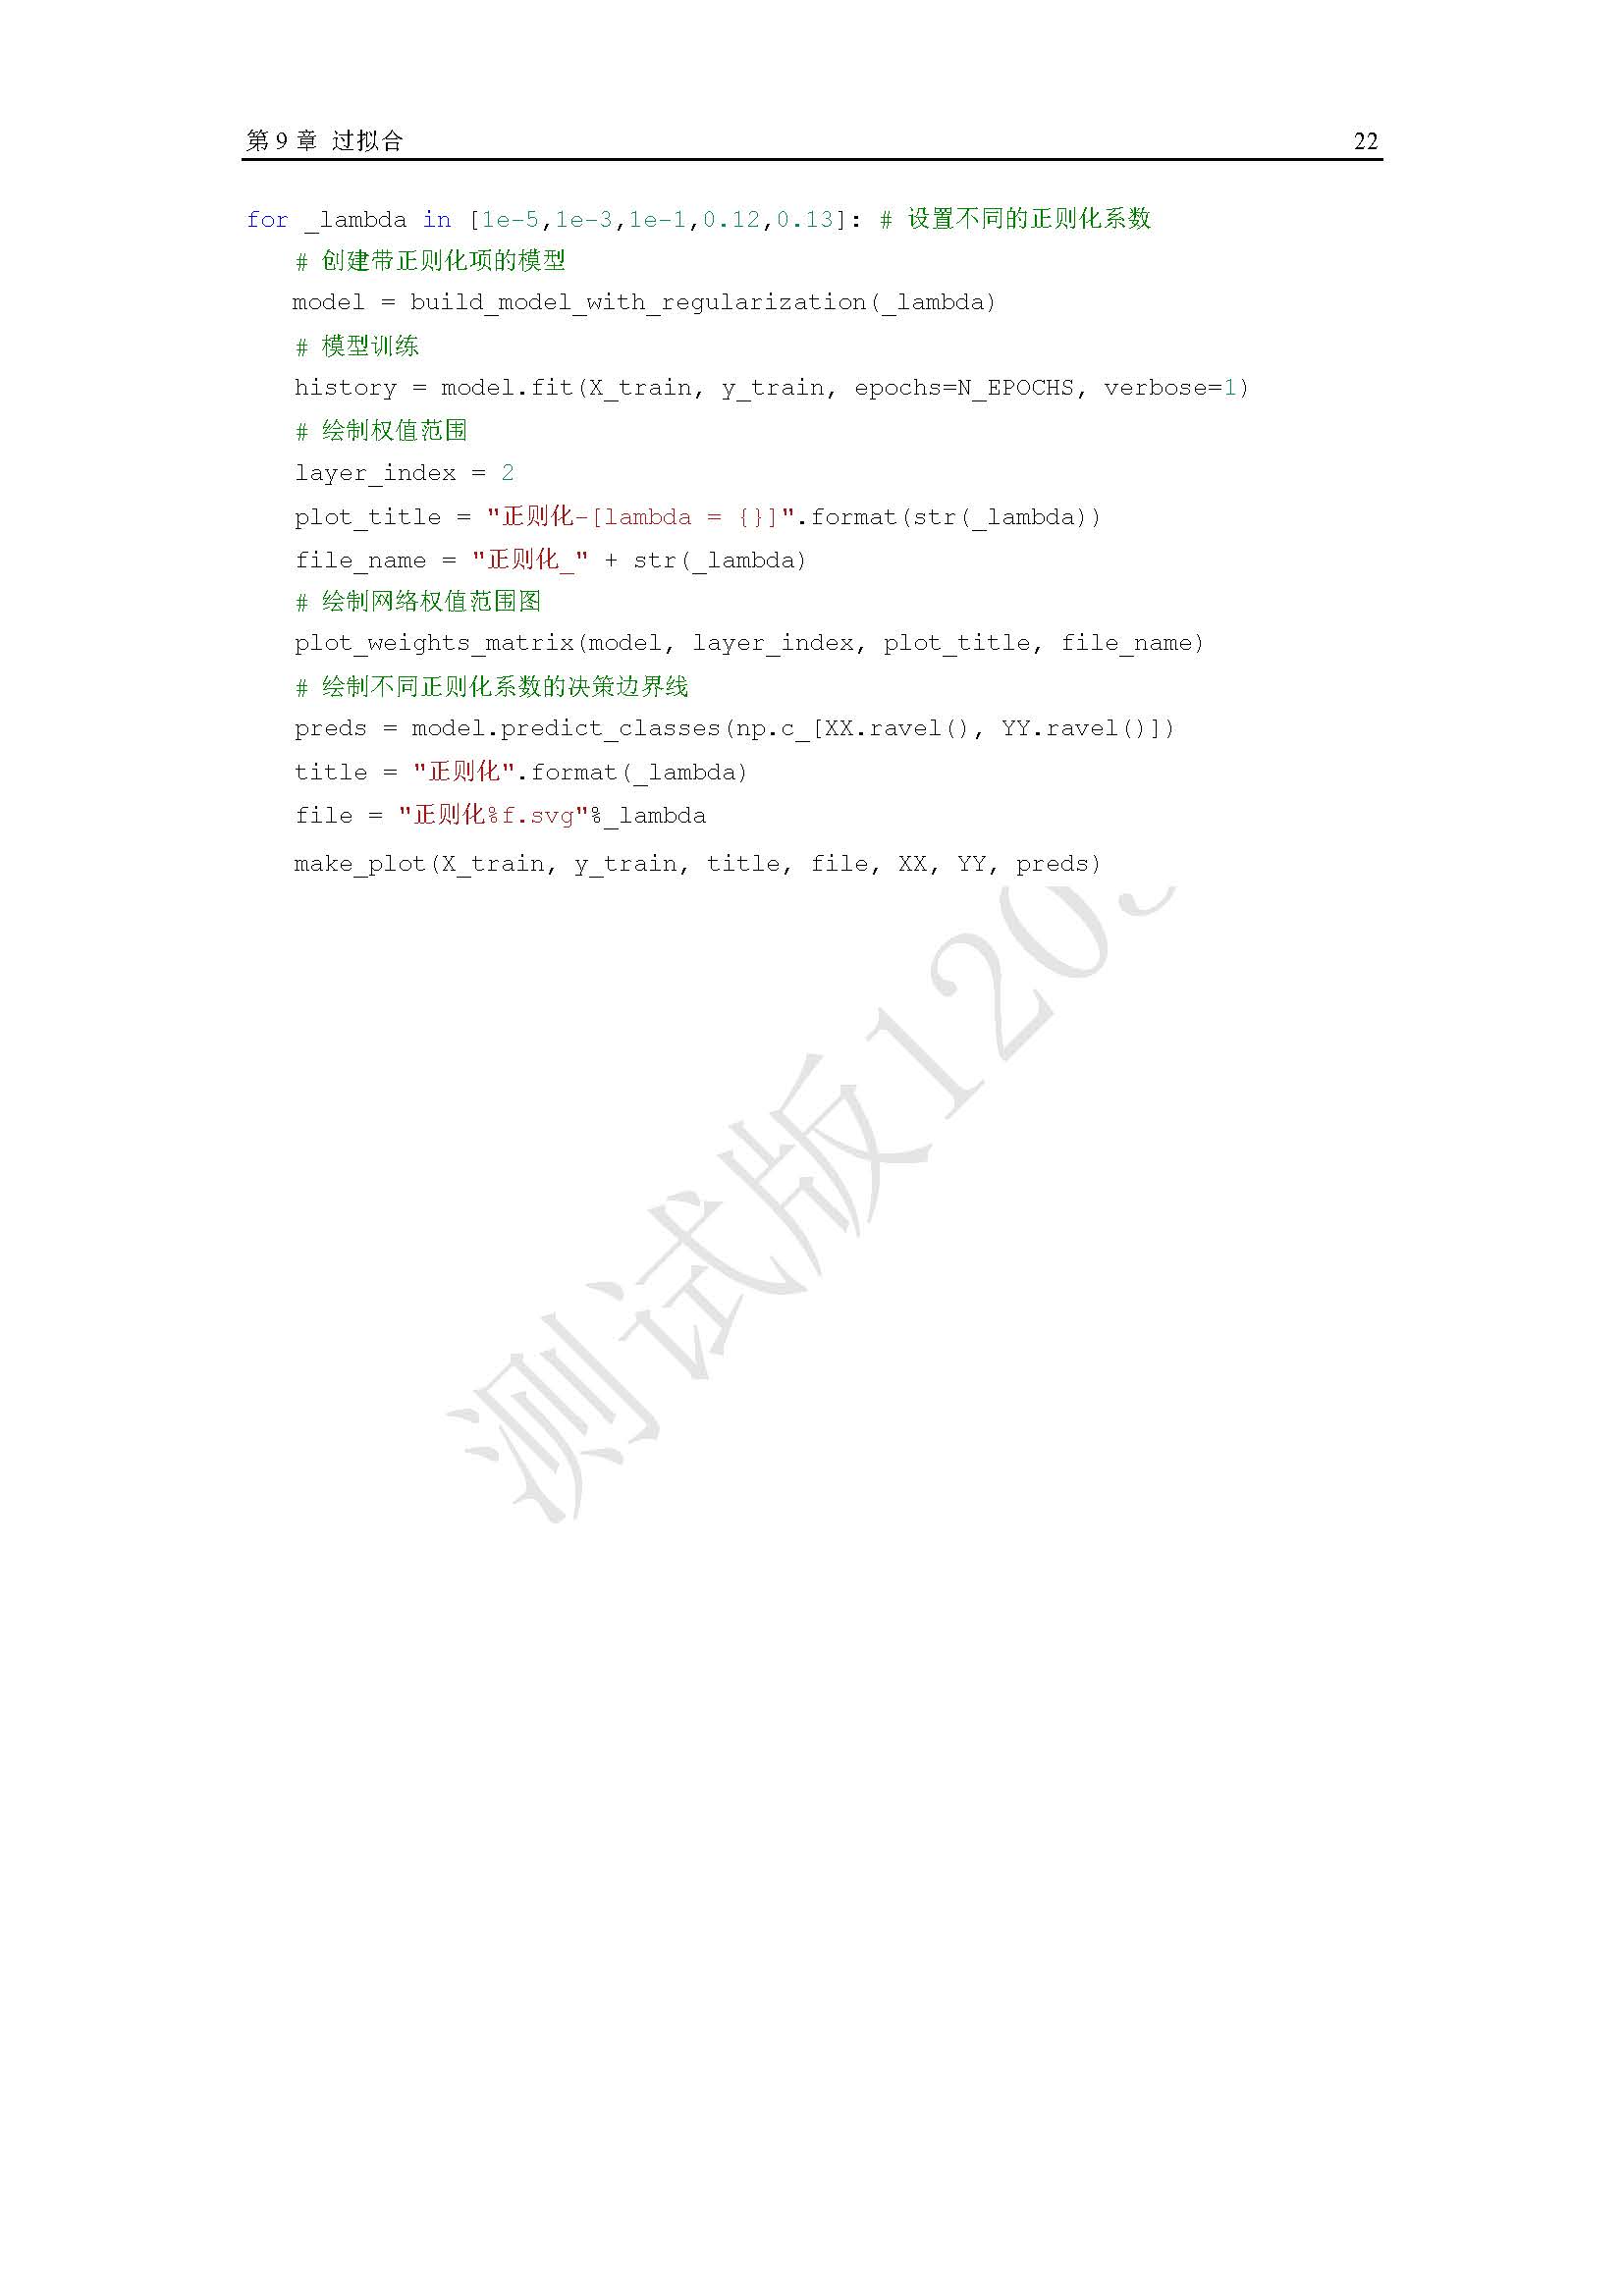 第 9 章 过拟合 22
for _lambda in [1e-5,1e-3,1e-1,0.12,0.13]: # 设置不同的正则化系数
# 创建带正则化项的模型
model = build_model_with_regularization(_lambda)
# 模型训练
history = model.fit(X_train, y_train, epochs=N_EPOCHS, verbose=1)
# 绘制权值范围
layer_index = 2
plot_title = "正则化-[lambda = {}]".format(str(_lambda))
file_name = "正则化_" + str(_lambda)
# 绘制网络权值范围图
plot_weights_matrix(model, layer_index, plot_title, file_name)
# 绘制不同正则化系数的决策边界线
preds = model.predict_classes(np.c_[XX.ravel(), YY.ravel()])
title = "正则化".format(_lambda)
file = "正则化%f.svg"%_lambda
make_plot(X_train, y_train, title, file, XX, YY, preds)
测试版120